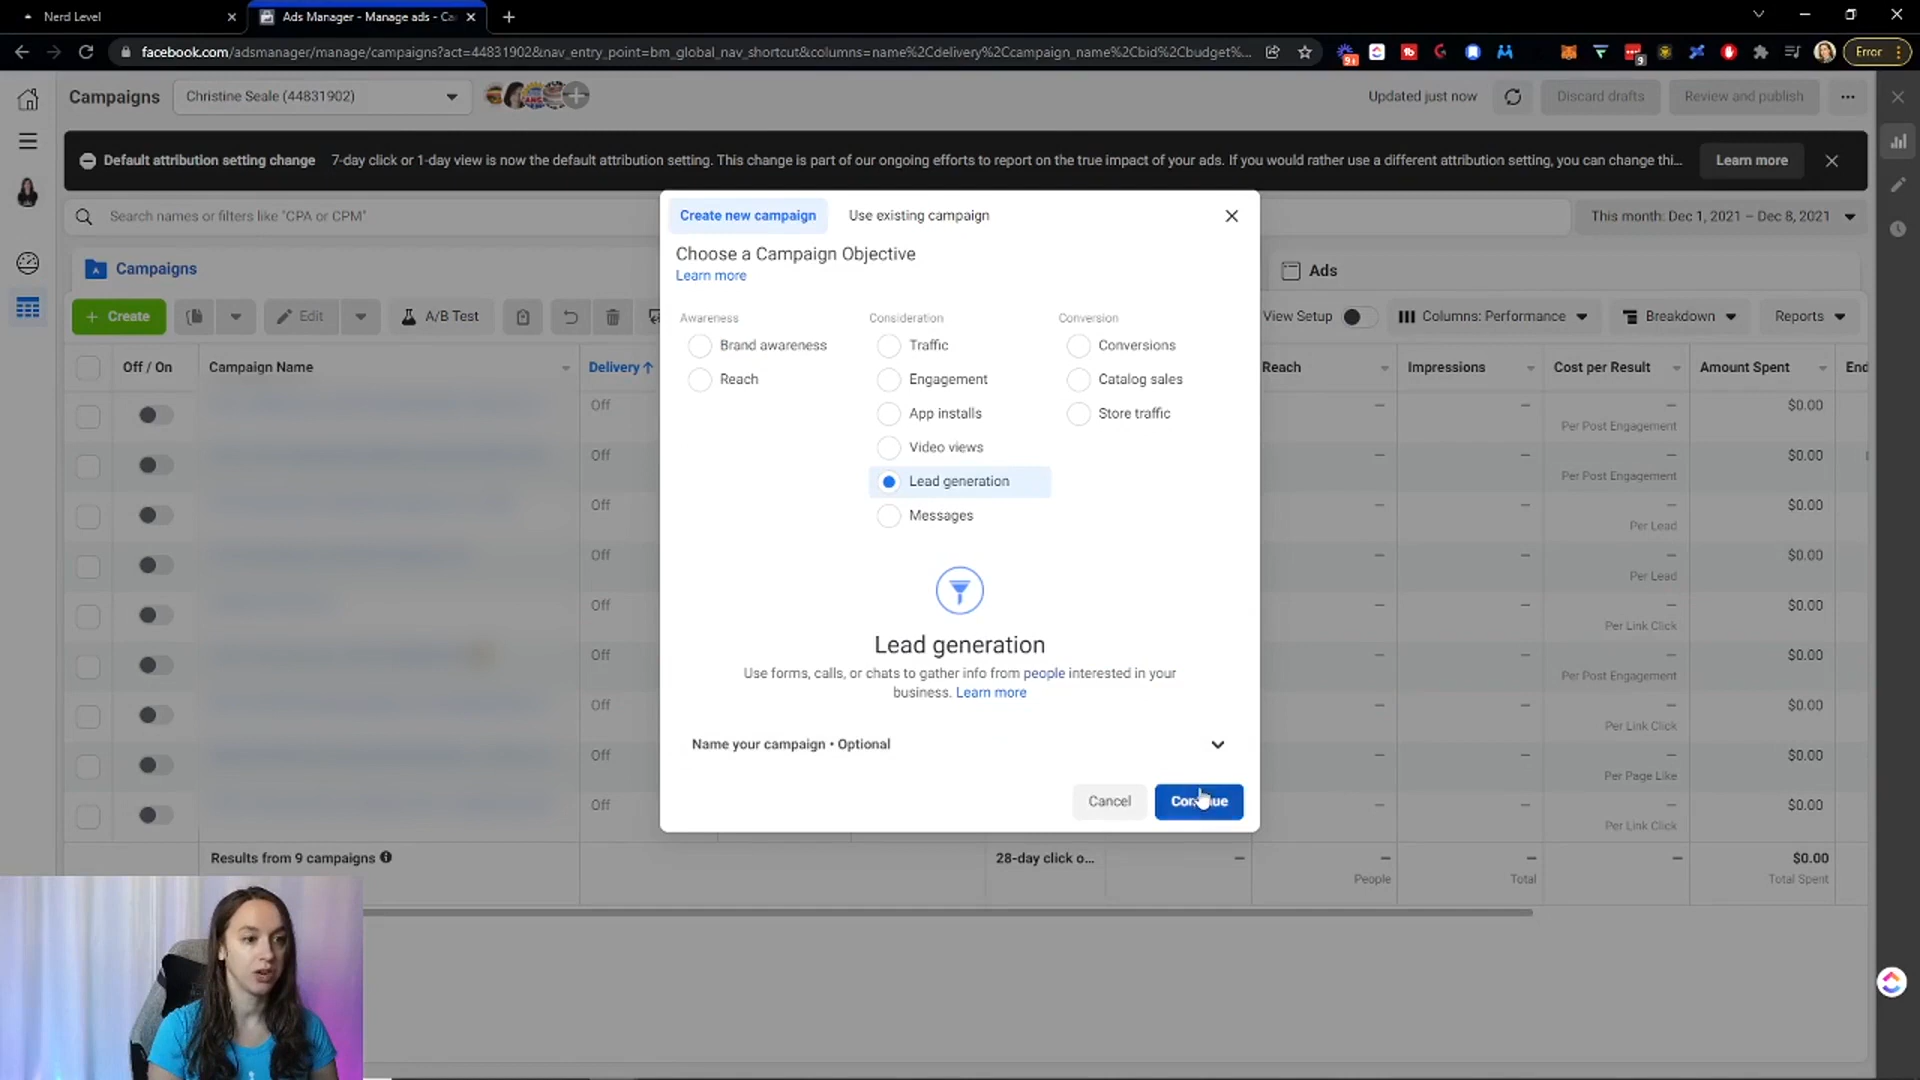 Nerd Level
Ads Manager - Manage ads - Ca
facebook.com/adsmanager/manage/campaigns?act=44831902&nav_entry_point=bm_global_nav_shortcut&columns=name%2Cdelivery%2Ccampaign_name%2Cbid%2Cbudget%...
9+
9
Error
Campaigns
Christine Seale (44831902)
Updated just now
Discard drafts
Review and publish
Default attribution setting change 7-day click or 1-day view is now the default attribution setting. This change is part of our ongoing efforts to report on the true impact of your ads. If you would rather use a different attribution setting, you can change thi...
Learn more
Search names or filters like "CPA or CPM"
This month: Dec 1, 2021 – Dec 8, 2021
Create new campaign
Use existing campaign
Choose a Campaign Objective
Learn more
Campaigns
Ads
+ Create
Edit
A/B Test
View Setup
Columns: Performance
Breakdown
Reports
Off / On
Campaign Name
Delivery ↑
Reach
Impressions
Cost per Result
Amount Spent
End
Awareness
Brand awareness
Reach
Consideration
Traffic
Engagement
App installs
Video views
Lead generation
Messages
Conversion
Conversions
Catalog sales
Store traffic
Lead generation
Use forms, calls, or chats to gather info from people interested in your
business. Learn more
Name your campaign • Optional
Cancel
Off — — — $0.00
Per Post Engagement
Off — — — $0.00
Per Post Engagement
Off — — — $0.00
Per Lead
Off — — — $0.00
Per Lead
Off — — — $0.00
Per Link Click
Off — — — $0.00
Per Post Engagement
Off — — — $0.00
Per Link Click
Off — — — $0.00
Per Page Like
Off — — — $0.00
Per Link Click
Results from 9 campaigns
28-day click o...
— — — — $0.00
People
Total
Total Spent